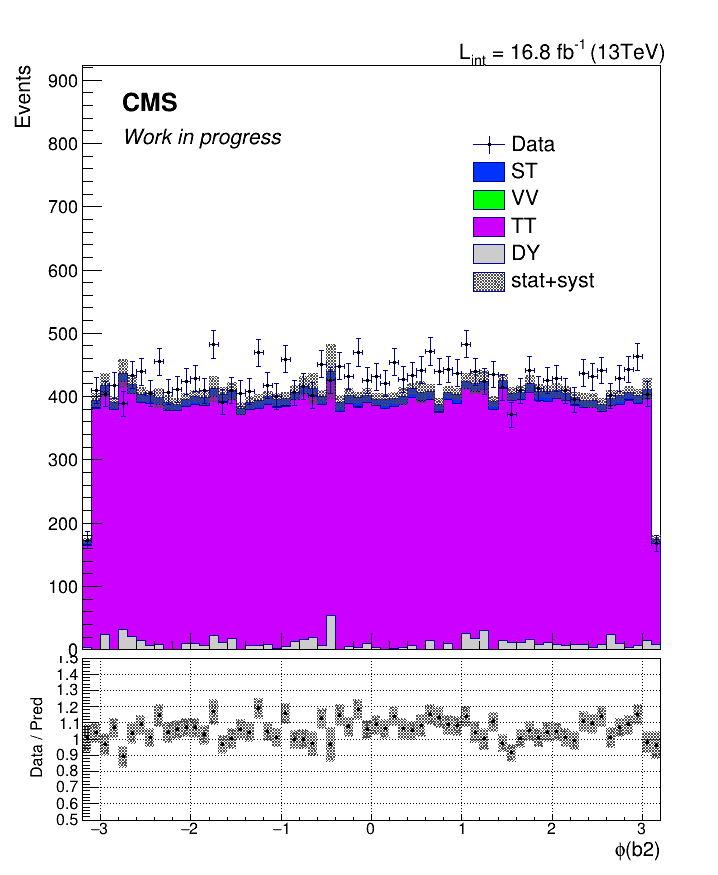 L_int = 16.8 fb^-1 (13TeV)
Events
900
CMS
Work in progress
800
Data
ST
700
VV
TT
DY
600
stat+syst
500
400
300
200
100
0
1.5
1.4
1.3
1.2
1.1
1
0.9
0.8
0.7
0.6
0.5
Data / Pred
−3 −2 −1 0 1 2 3
ϕ(b2)